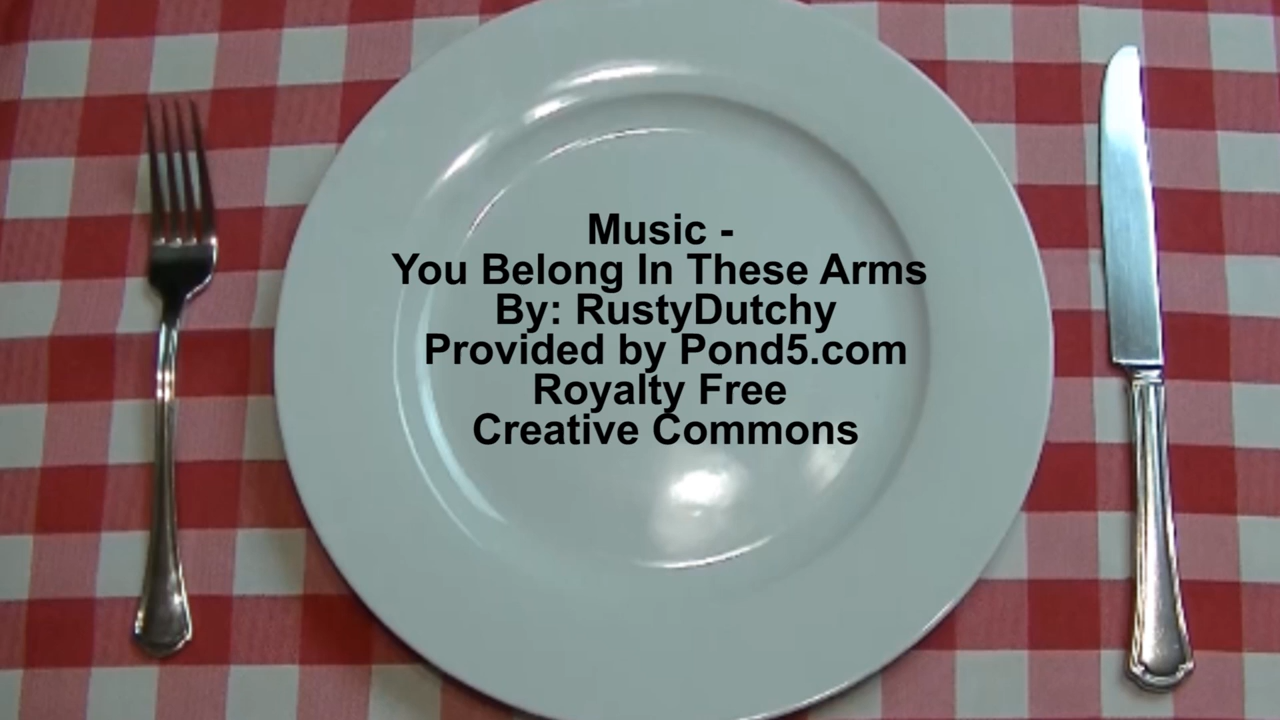 Music -
You Belong In These Arms
By: RustyDutchy
Provided by Pond5.com
Royalty Free
Creative Commons